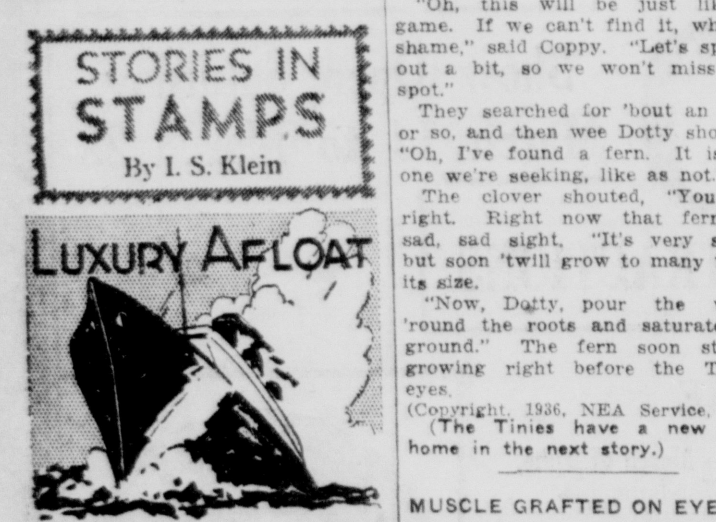 STORIES IN
STAMPS
By I. S. Klein
LUXURY AFLOAT
"Oh, this will be just
game. If we can't find it,
shame," said Coppy. "Let's
out a bit, so we won't miss
spot."
They searched for 'bout an
or so, and then wee Dotty
"Oh, I've found a fern. It
one we're seeking, like as not.
The clover shouted, "You
right. Right now that
sad, sad sight. "It's very
but soon 'twill grow to many
its size.
"Now, Dotty, pour the
'round the roots and
ground." The fern soon
growing right before the
eyes.
(Copyright, 1936, NEA Service,
(The Tinies have a new
home in the next story.)
MUSCLE GRAFTED ON EYE